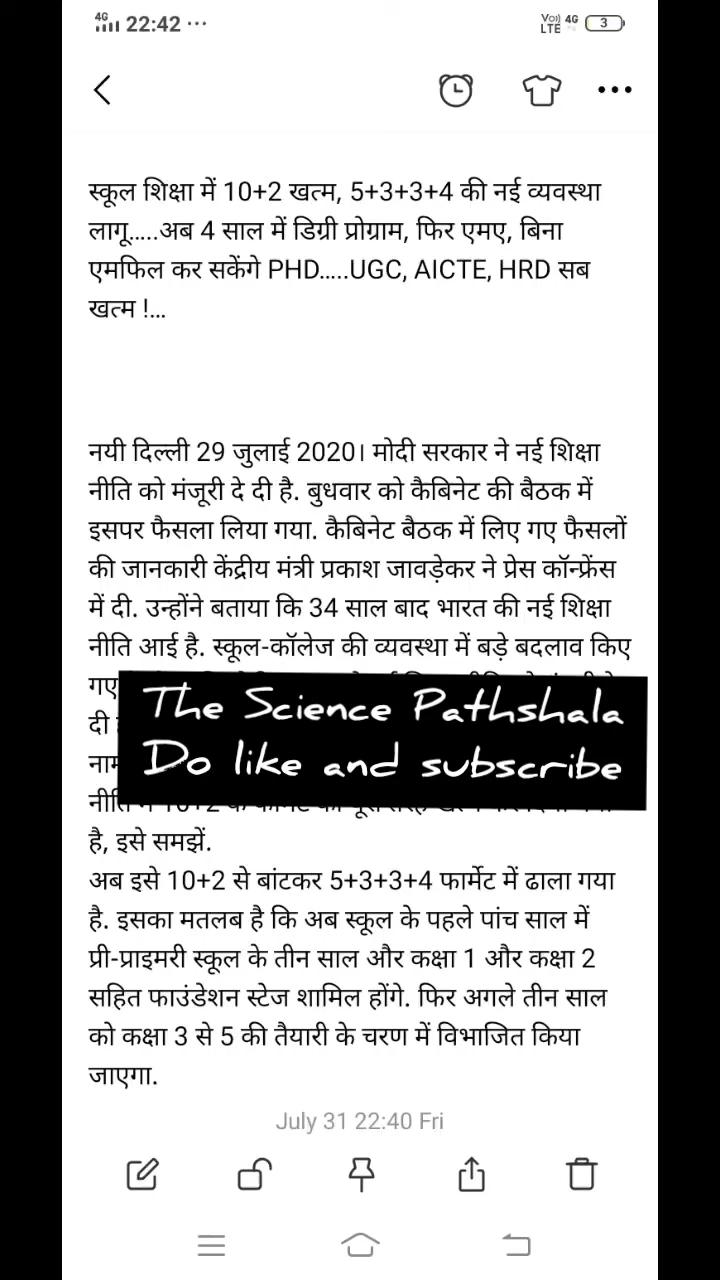 4G 22:42 ...
Vo)) LTE 4G 3
स्कूल शिक्षा में 10+2 खत्म, 5+3+3+4 की नई व्यवस्था
लागू.....अब 4 साल में डिग्री प्रोग्राम, फिर एमए, बिना
एमफिल कर सकेंगे PHD.....UGC, AICTE, HRD सब
खत्म !...
नयी दिल्ली 29 जुलाई 2020। मोदी सरकार ने नई शिक्षा
नीति को मंजूरी दे दी है. बुधवार को कैबिनेट की बैठक में
इसपर फैसला लिया गया. कैबिनेट बैठक में लिए गए फैसलों
की जानकारी केंद्रीय मंत्री प्रकाश जावड़ेकर ने प्रेस कॉन्फ्रेंस
में दी. उन्होंने बताया कि 34 साल बाद भारत की नई शिक्षा
नीति आई है. स्कूल-कॉलेज की व्यवस्था में बड़े बदलाव किए
गए
दी
The Science Pathshala
Do like and subscribe
है, इसे समझें.
अब इसे 10+2 से बांटकर 5+3+3+4 फार्मेट में ढाला गया
है. इसका मतलब है कि अब स्कूल के पहले पांच साल में
प्री-प्राइमरी स्कूल के तीन साल और कक्षा 1 और कक्षा 2
सहित फाउंडेशन स्टेज शामिल होंगे. फिर अगले तीन साल
को कक्षा 3 से 5 की तैयारी के चरण में विभाजित किया
जाएगा.
July 31 22:40 Fri